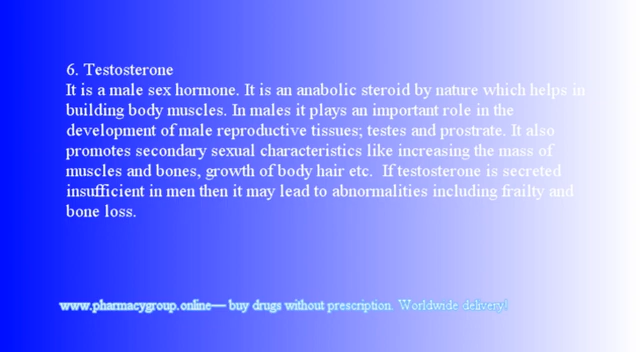 6. Testosterone
It is a male sex hormone. It is an anabolic steroid by nature which helps in
building body muscles. In males it plays an important role in the
development of male reproductive tissues; testes and prostrate. It also
promotes secondary sexual characteristics like increasing the mass of
muscles and bones, growth of body hair etc.  If testosterone is secreted
insufficient in men then it may lead to abnormalities including frailty and
bone loss.
www.pharmacygroup.online— buy drugs without prescription. Worldwide delivery!